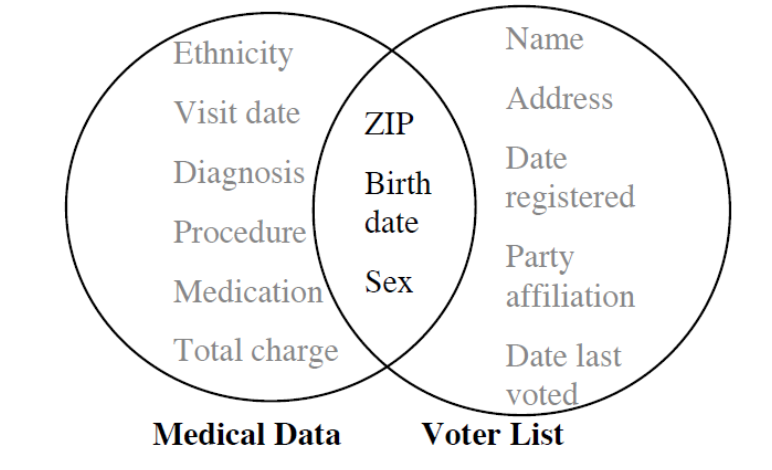 Ethnicity
Visit date
Diagnosis
Procedure
Medication
Total charge
ZIP
Birth
date
Sex
Name
Address
Date
registered
Party
affiliation
Date last
voted
Medical Data
Voter List